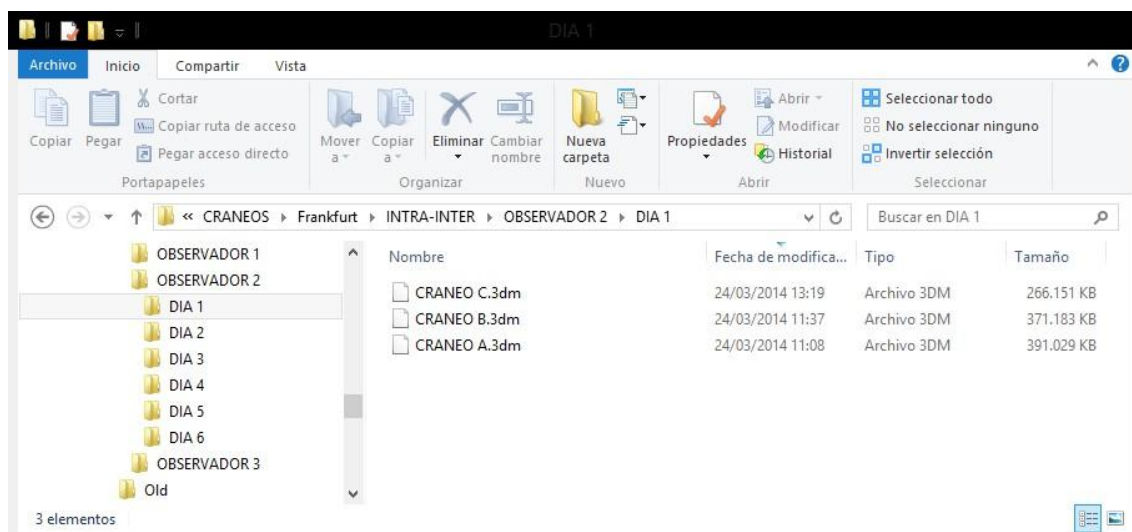 DIA 1
Archivo Inicio Compartir Vista
Copiar
Pegar
Cortar
Copiar ruta de acceso
Pegar acceso directo
Portapapeles
Mover a
Copiar a
Eliminar
Cambiar nombre
Organizar
Nueva carpeta
Nuevo
Propiedades
Abrir
Modificar
Historial
Abrir
Seleccionar todo
No seleccionar ninguno
Invertir selección
Seleccionar
« CRANEOS Frankfurt INTRA-INTER OBSERVADOR 2 DIA 1
Buscar en DIA 1
OBSERVADOR 1
OBSERVADOR 2
DIA 1
DIA 2
DIA 3
DIA 4
DIA 5
DIA 6
OBSERVADOR 3
Old
Nombre Fecha de modifica... Tipo Tamaño
CRANEO C.3dm 24/03/2014 13:19 Archivo 3DM 266.151 KB
CRANEO B.3dm 24/03/2014 11:37 Archivo 3DM 371.183 KB
CRANEO A.3dm 24/03/2014 11:08 Archivo 3DM 391.029 KB
3 elementos